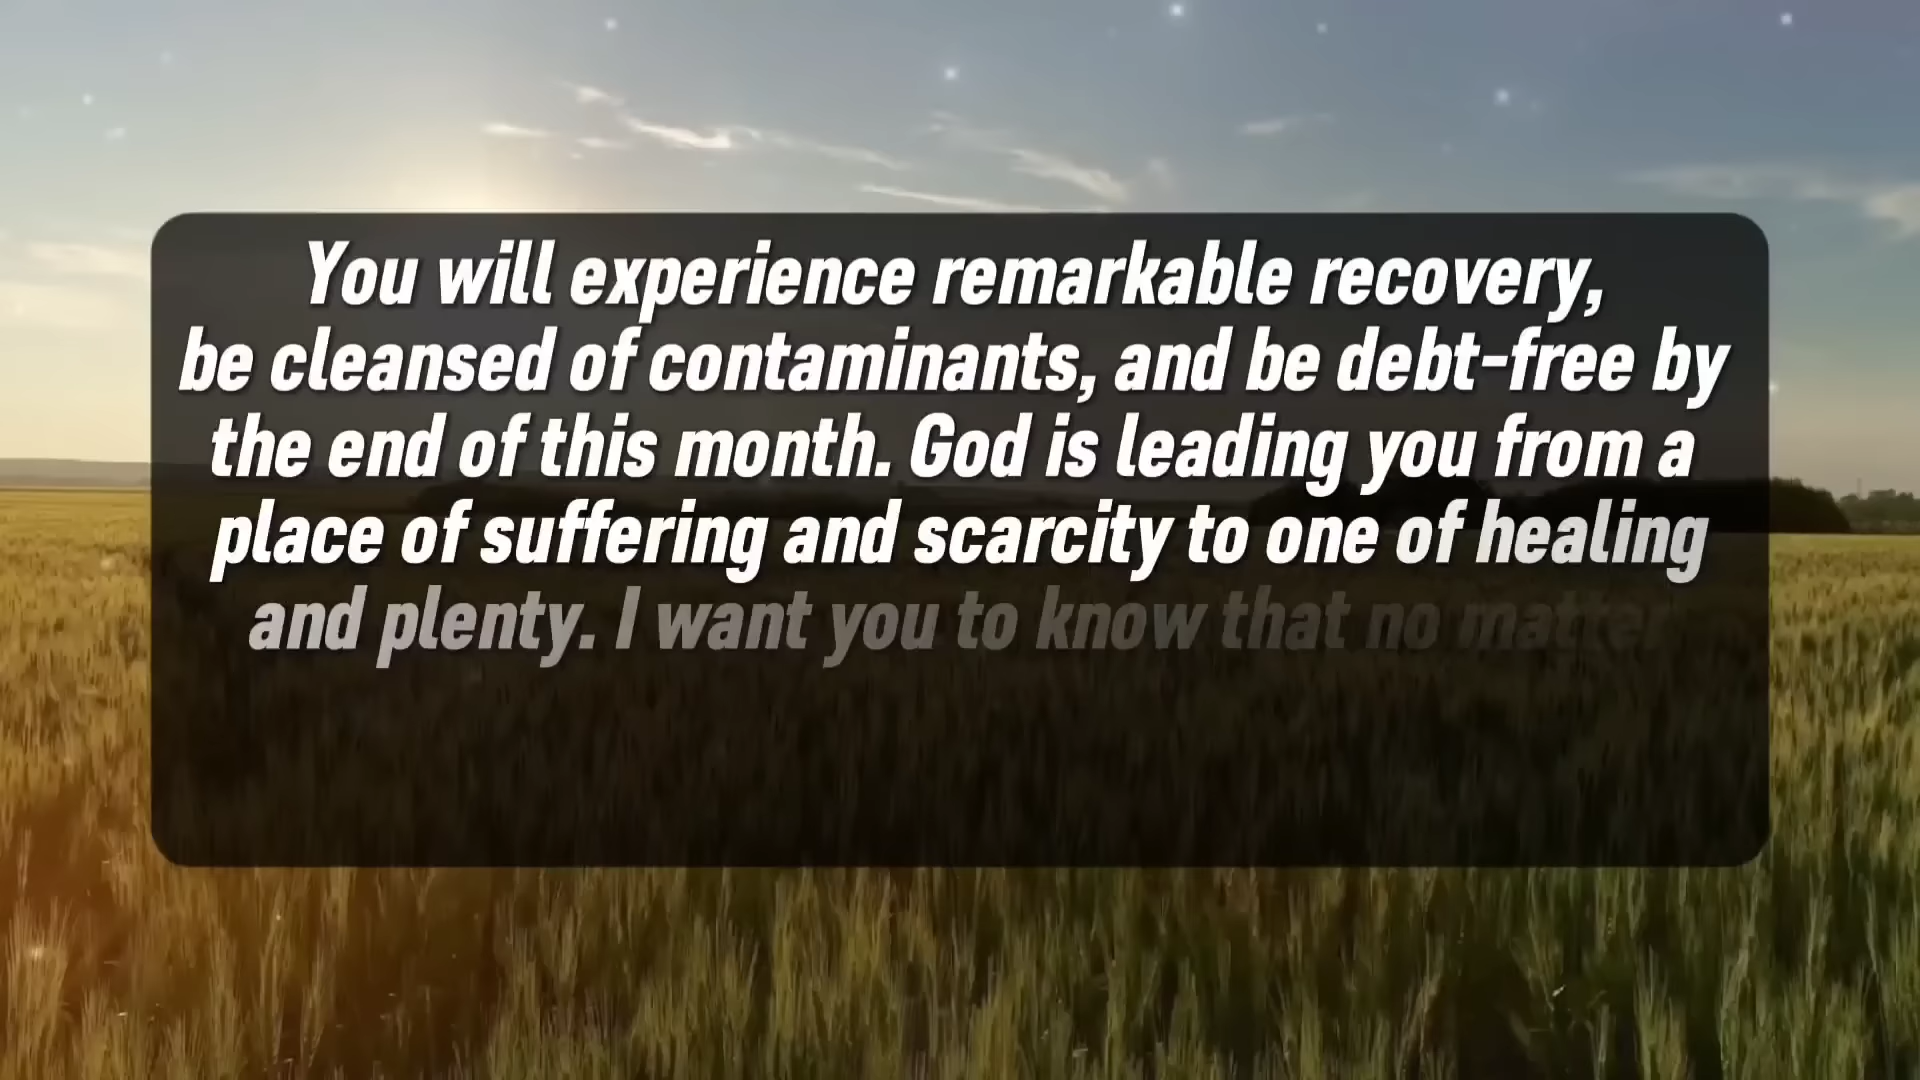 You will experience remarkable recovery,
be cleansed of contaminants, and be debt-free by
the end of this month. God is leading you from a
place of suffering and scarcity to one of healing
and plenty. I want you to know that no matter